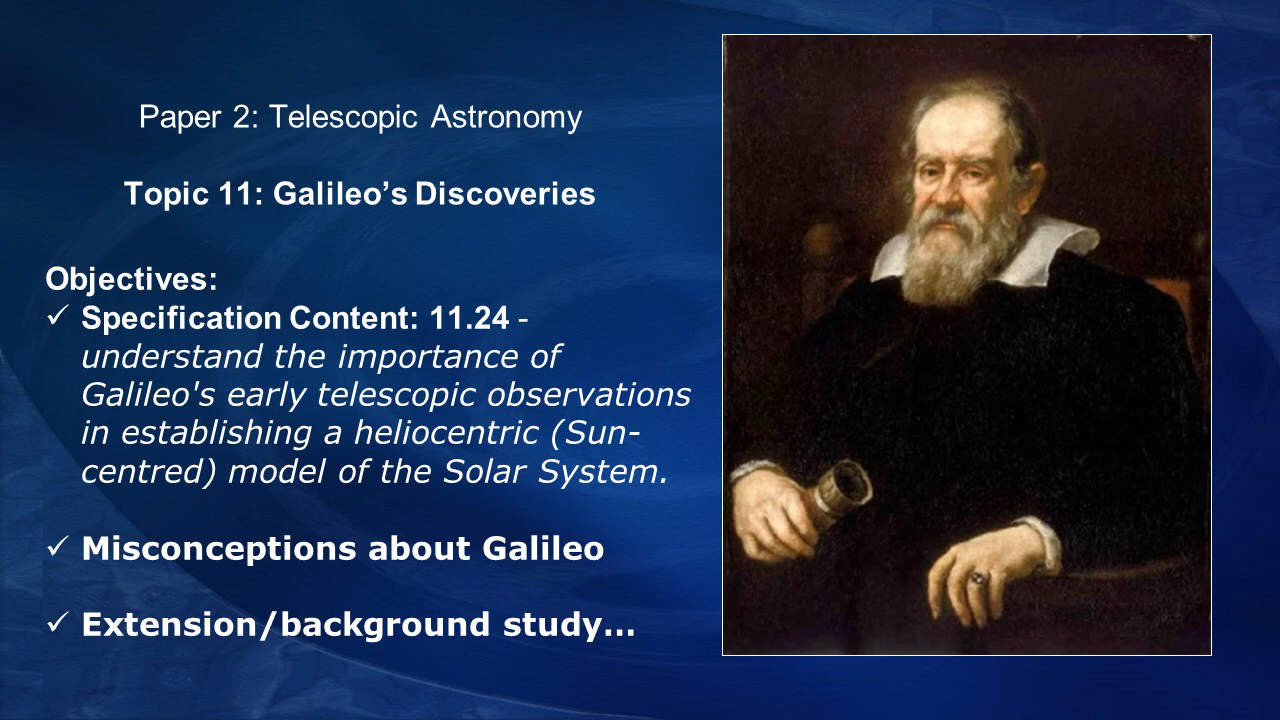 Paper 2: Telescopic Astronomy
Topic 11: Galileo’s Discoveries
Objectives:
✓ Specification Content: 11.24 -
understand the importance of
Galileo's early telescopic observations
in establishing a heliocentric (Sun-
centred) model of the Solar System.
✓ Misconceptions about Galileo
✓ Extension/background study…